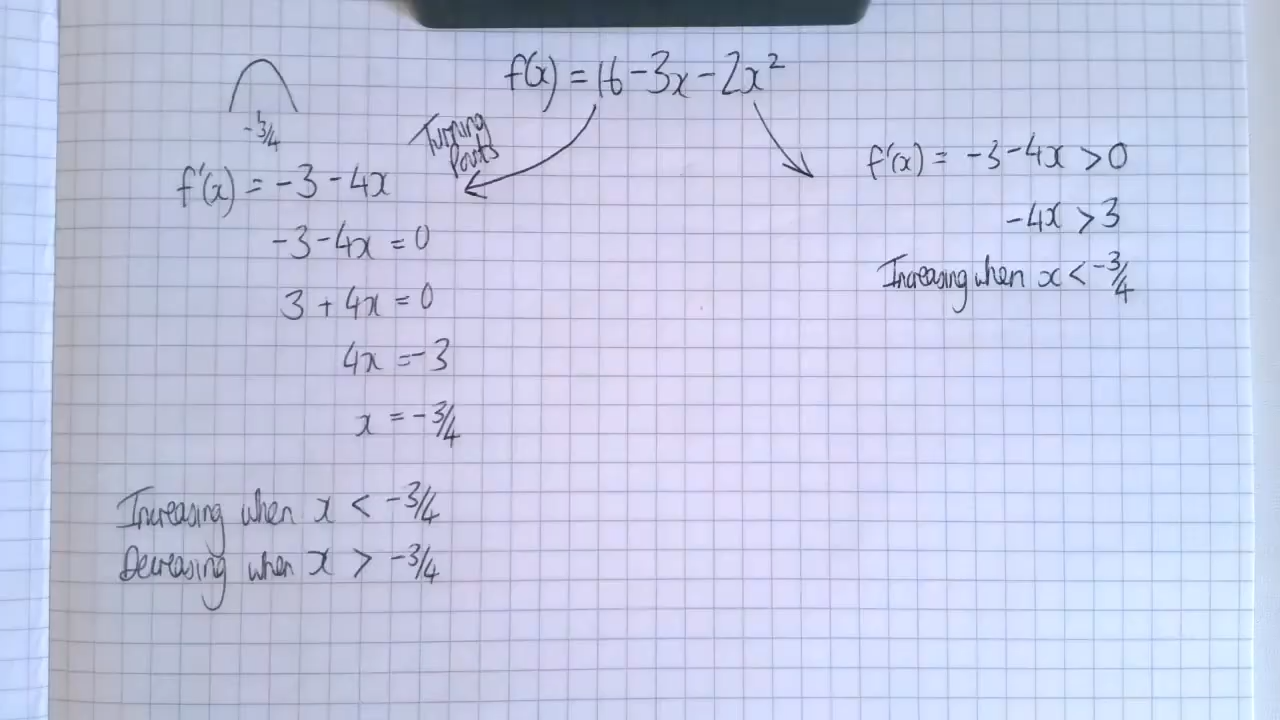 f(x) = 16 - 3x - 2x²
-3/4
Turning
Points
f'(x) = -3 - 4x
-3 - 4x = 0
3 + 4x = 0
4x = -3
x = -3/4
Increasing when x < -3/4
Decreasing when x > -3/4
f'(x) = -3 - 4x > 0
-4x > 3
Increasing when x < -3/4